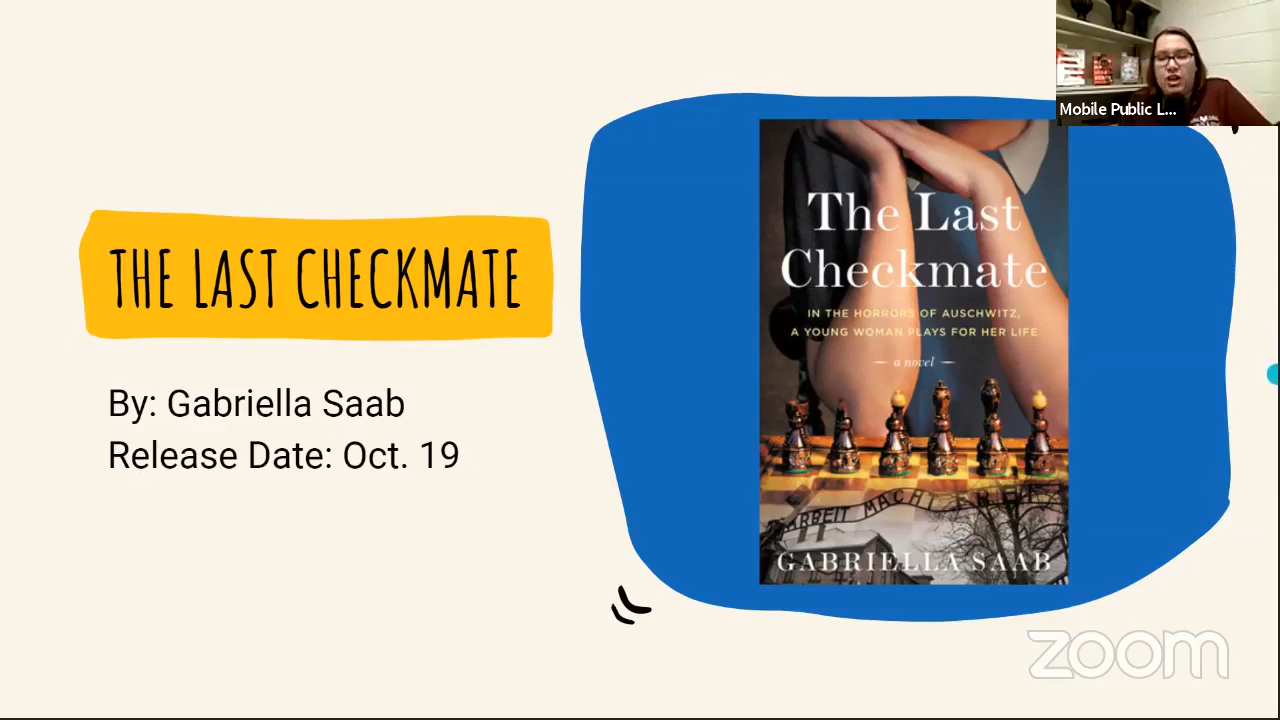 Mobile Public L...
THE LAST CHECKMATE
By: Gabriella Saab
Release Date: Oct. 19
The Last
Checkmate
IN THE HORRORS OF AUSCHWITZ,
A YOUNG WOMAN PLAYS FOR HER LIFE
a novel
ARBEIT MACHT FREI
GABRIELLA SAAB
zoom